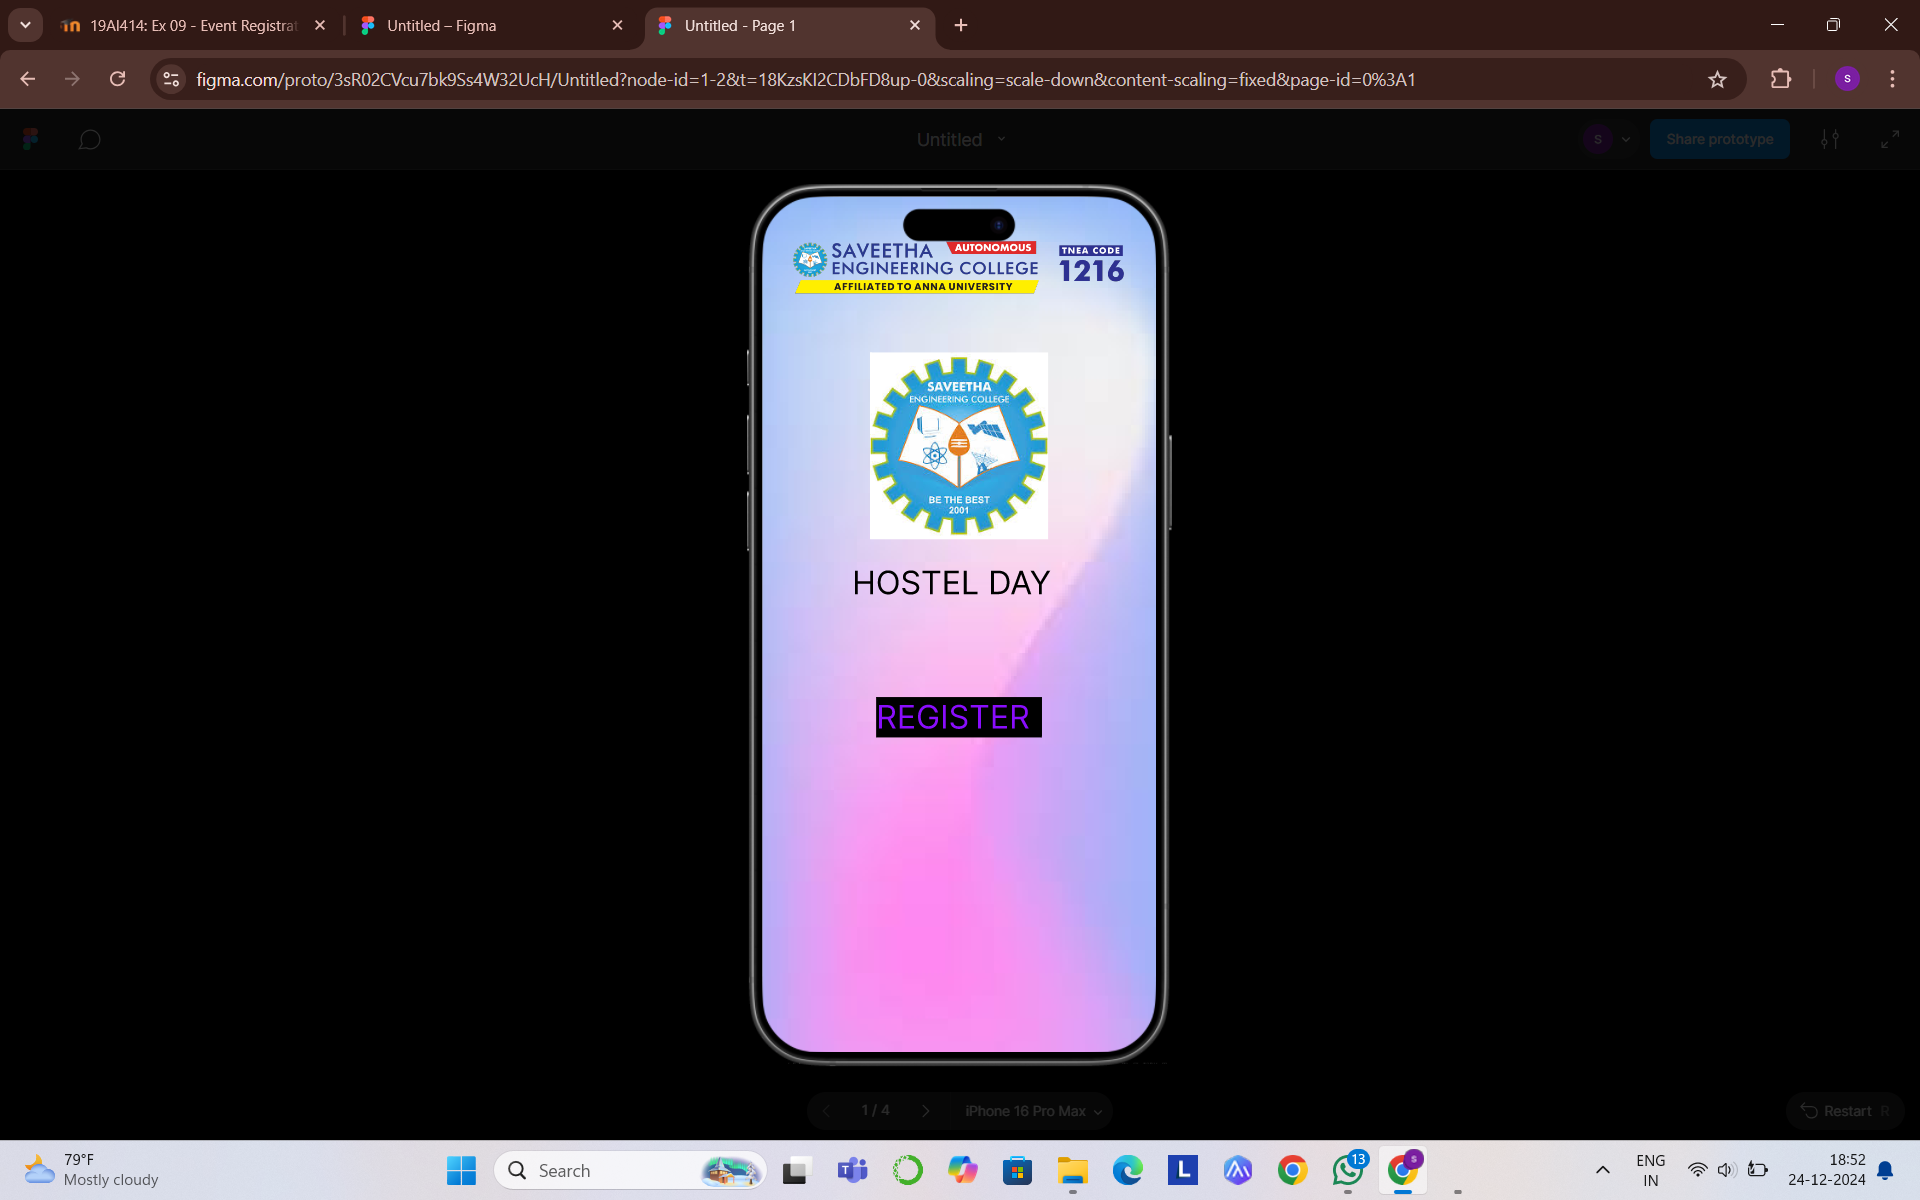 19AI414: Ex 09 - Event Registrat
Untitled – Figma
Untitled - Page 1
figma.com/proto/3sR02CVcu7bk9Ss4W32UcH/Untitled?node-id=1-2&t=18KzsKI2CDbFD8up-0&scaling=scale-down&content-scaling=fixed&page-id=0%3A1
S
Untitled
S
Share prototype
SAVEETHA AUTONOMOUS
ENGINEERING COLLEGE
AFFILIATED TO ANNA UNIVERSITY
TNEA CODE
1216
SAVEETHA
ENGINEERING COLLEGE
BE THE BEST
2001
HOSTEL DAY
REGISTER
1 / 4
iPhone 16 Pro Max
Restart R
79°F
Mostly cloudy
Search
L
13
S
ENG
IN
18:52
24-12-2024